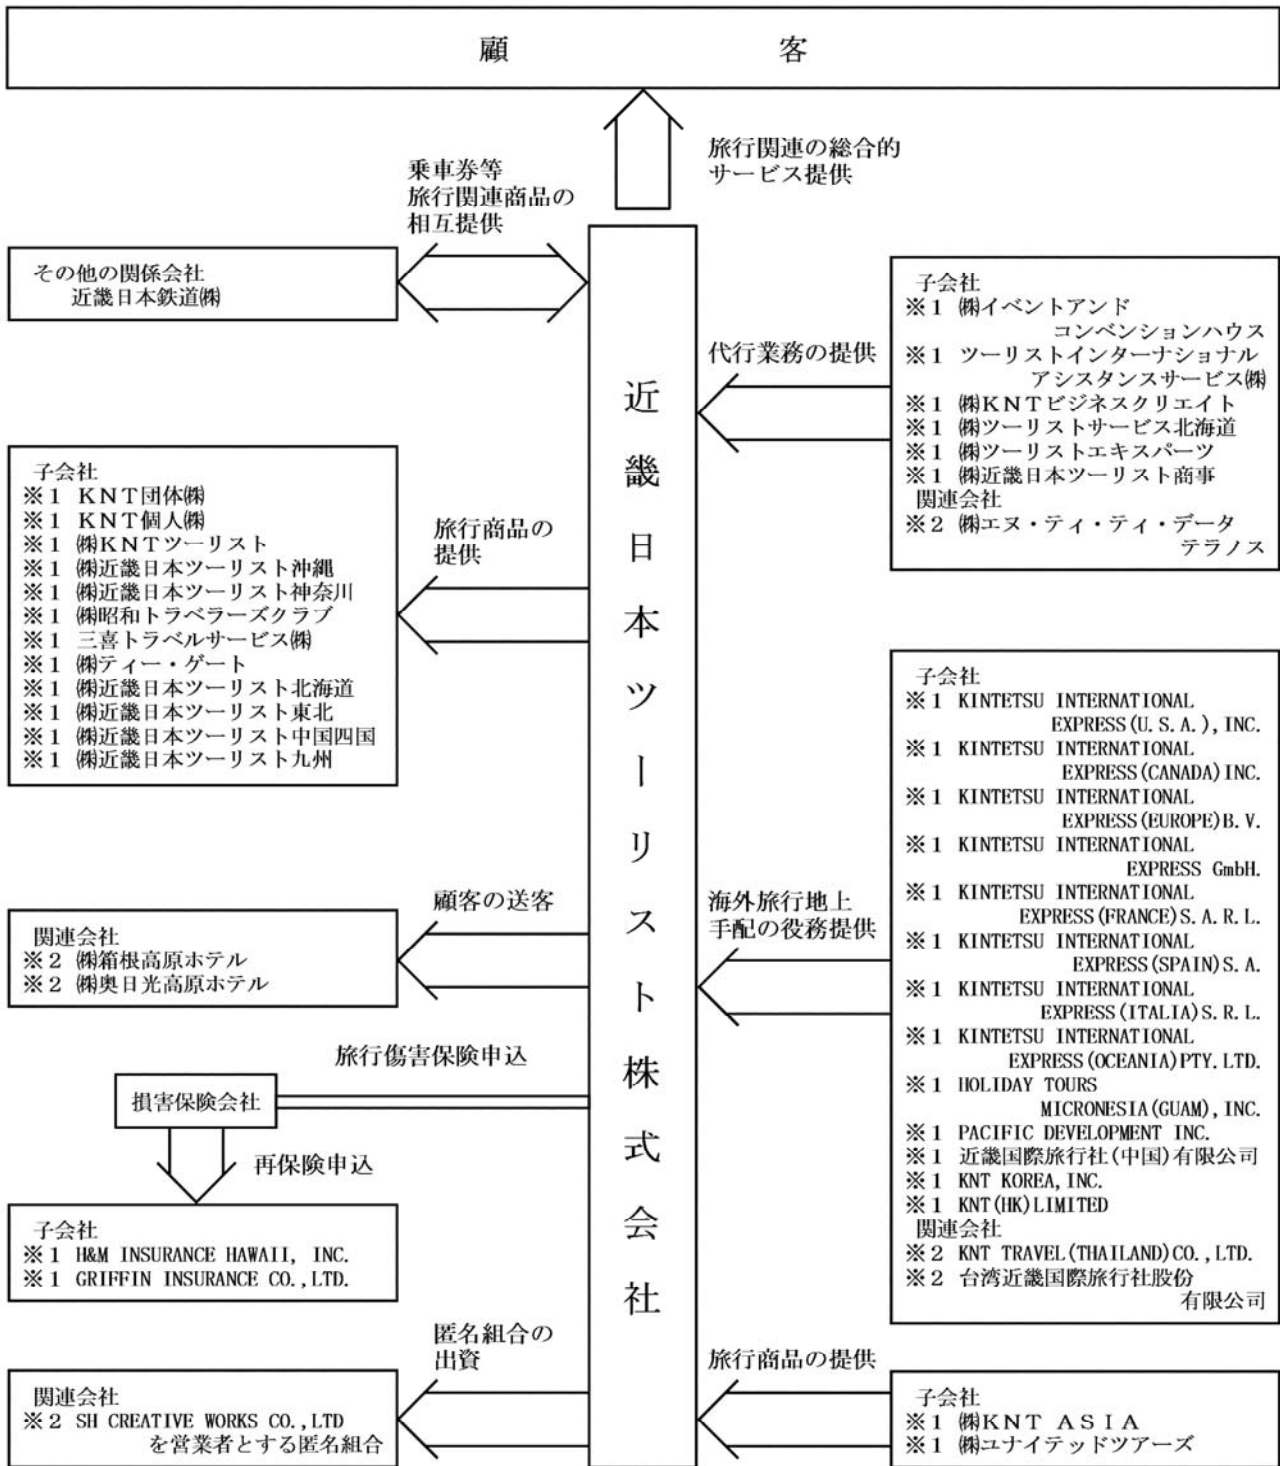 顧客
旅行関連の総合的
サービス提供
乗車券等
旅行関連商品の
相互提供
その他の関係会社
近畿日本鉄道㈱
近畿日本ツーリスト株式会社
代行業務の提供
子会社
※1 ㈱イベントアンド
コンベンションハウス
※1 ツーリストインターナショナル
アシスタンスサービス㈱
※1 ㈱KNTビジネスクリエイト
※1 ㈱ツーリストサービス北海道
※1 ㈱ツーリストエキスパーツ
※1 ㈱近畿日本ツーリスト商事
関連会社
※2 ㈱エヌ・ティ・ティ・データ
テラノス
子会社
※1 KNT団体㈱
※1 KNT個人㈱
※1 ㈱KNTツーリスト
※1 ㈱近畿日本ツーリスト沖縄
※1 ㈱近畿日本ツーリスト神奈川
※1 ㈱昭和トラベラーズクラブ
※1 三喜トラベルサービス㈱
※1 ㈱ティー・ゲート
※1 ㈱近畿日本ツーリスト北海道
※1 ㈱近畿日本ツーリスト東北
※1 ㈱近畿日本ツーリスト中国四国
※1 ㈱近畿日本ツーリスト九州
旅行商品の
提供
子会社
※1 KINTETSU INTERNATIONAL
EXPRESS(U.S.A.), INC.
※1 KINTETSU INTERNATIONAL
EXPRESS(CANADA)INC.
※1 KINTETSU INTERNATIONAL
EXPRESS(EUROPE)B.V.
※1 KINTETSU INTERNATIONAL
EXPRESS GmbH.
※1 KINTETSU INTERNATIONAL
EXPRESS(FRANCE)S.A.R.L.
※1 KINTETSU INTERNATIONAL
EXPRESS(SPAIN)S.A.
※1 KINTETSU INTERNATIONAL
EXPRESS(ITALIA)S.R.L.
※1 KINTETSU INTERNATIONAL
EXPRESS(OCEANIA)PTY.LTD.
※1 HOLIDAY TOURS
MICRONESIA(GUAM), INC.
※1 PACIFIC DEVELOPMENT INC.
※1 近畿国際旅行社(中国)有限公司
※1 KNT KOREA, INC.
※1 KNT(HK)LIMITED
関連会社
※2 KNT TRAVEL(THAILAND)CO.,LTD.
※2 台湾近畿国際旅行社股份
有限公司
海外旅行地上
手配の役務提供
顧客の送客
関連会社
※2 ㈱箱根高原ホテル
※2 ㈱奥日光高原ホテル
旅行傷害保険申込
損害保険会社
再保険申込
子会社
※1 H&M INSURANCE HAWAII, INC.
※1 GRIFFIN INSURANCE CO.,LTD.
匿名組合の
出資
関連会社
※2 SH CREATIVE WORKS CO.,LTD
を営業者とする匿名組合
旅行商品の提供
子会社
※1 ㈱KNT ASIA
※1 ㈱ユナイテッドツアーズ